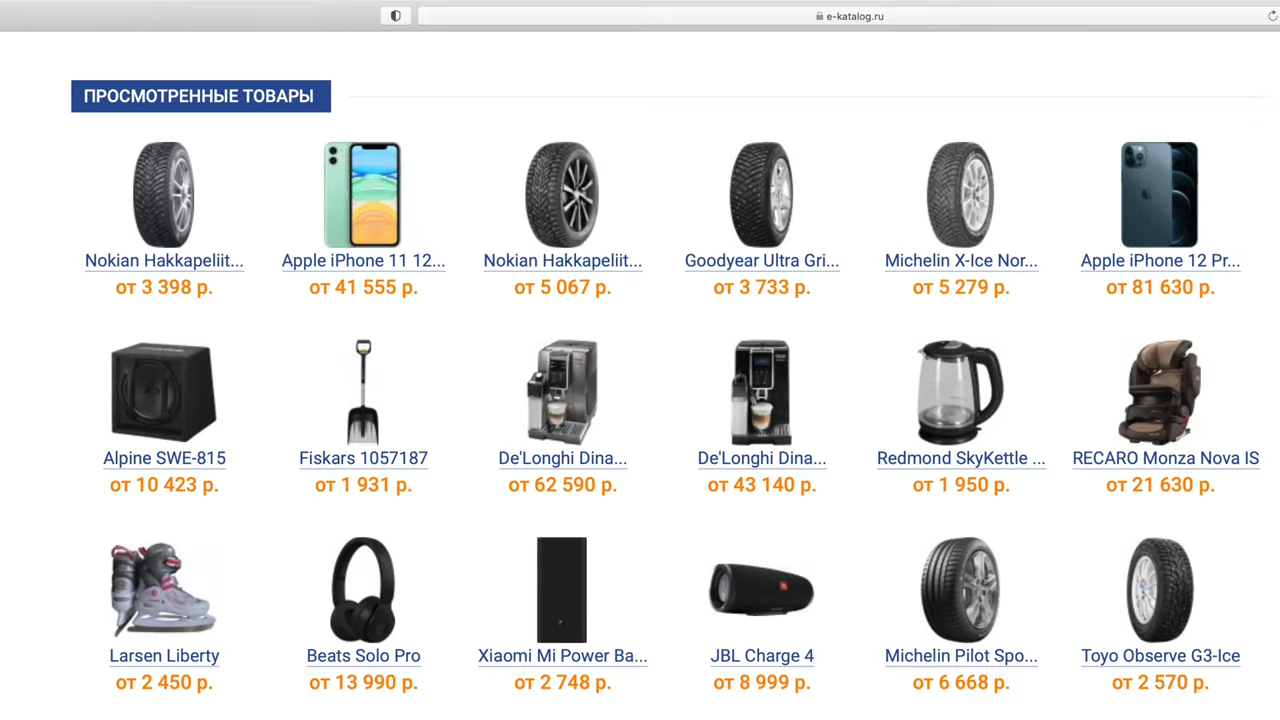 e-katalog.ru
ПРОСМОТРЕННЫЕ ТОВАРЫ
Nokian Hakkapeliit... Apple iPhone 11 12... Nokian Hakkapeliit... Goodyear Ultra Gri... Michelin X-Ice Nor... Apple iPhone 12 Pr...
от 3 398 р. от 41 555 р. от 5 067 р. от 3 733 р. от 5 279 р. от 81 630 р.
Alpine SWE-815 Fiskars 1057187 De'Longhi Dina... De'Longhi Dina... Redmond SkyKettle ... RECARO Monza Nova IS
от 10 423 р. от 1 931 р. от 62 590 р. от 43 140 р. от 1 950 р. от 21 630 р.
Larsen Liberty Beats Solo Pro Xiaomi Mi Power Ba... JBL Charge 4 Michelin Pilot Spo... Toyo Observe G3-Ice
от 2 450 р. от 13 990 р. от 2 748 р. от 8 999 р. от 6 668 р. от 2 570 р.